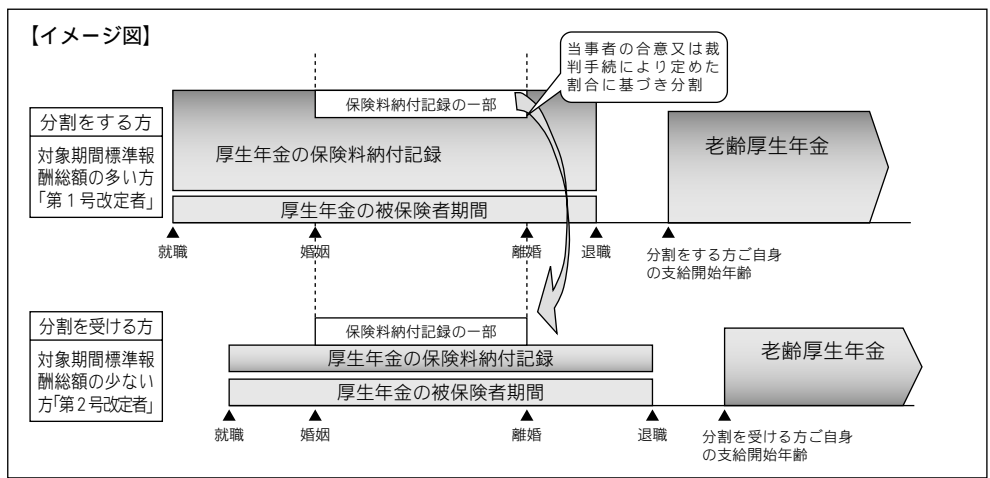 【イメージ図】
当事者の合意又は裁
判手続により定めた
割合に基づき分割
保険料納付記録の一部
分割をする方
対象期間標準報
酬総額の多い方
「第１号改定者」
厚生年金の保険料納付記録
老齢厚生年金
厚生年金の被保険者期間
就職
婚姻
離婚
退職
分割をする方ご自身
の支給開始年齢
分割を受ける方
対象期間標準報
酬総額の少ない
方「第２号改定者」
保険料納付記録の一部
厚生年金の保険料納付記録
老齢厚生年金
厚生年金の被保険者期間
就職
婚姻
離婚
退職
分割を受ける方ご自身
の支給開始年齢